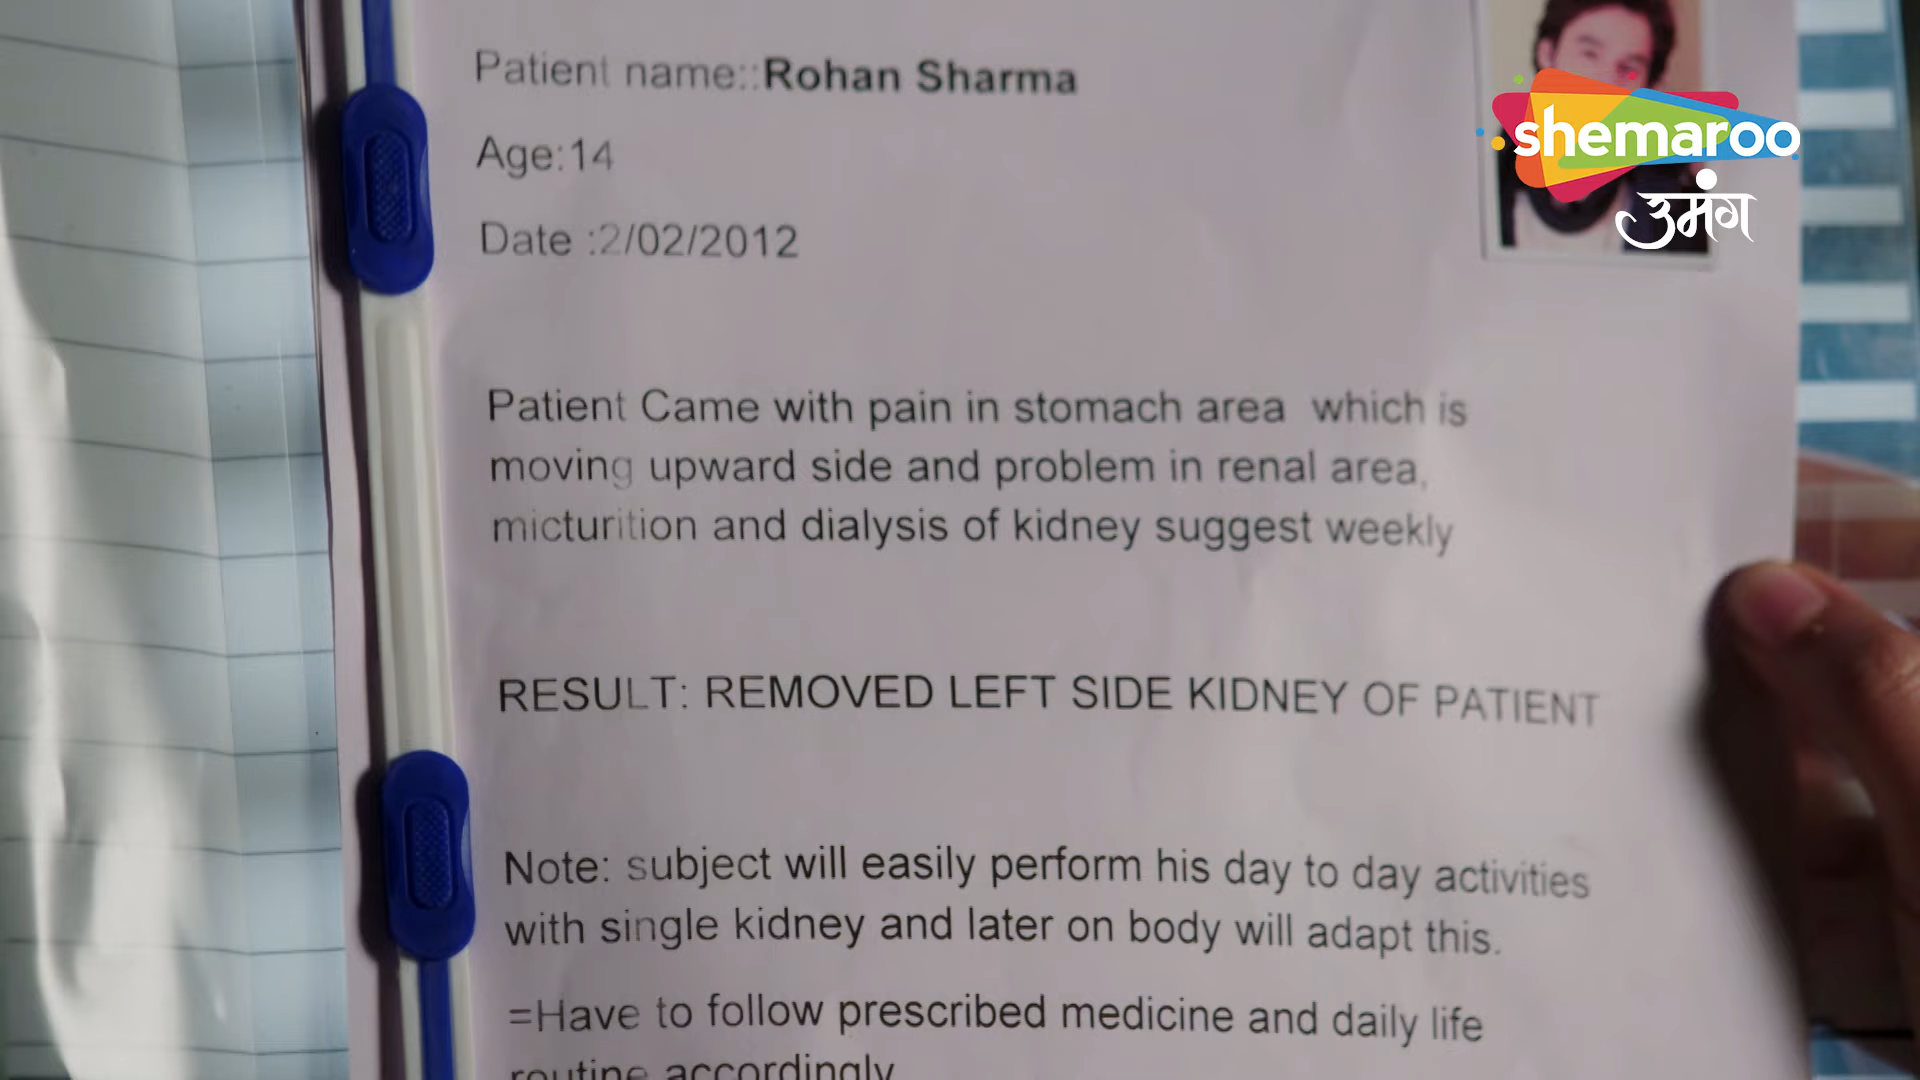 Patient name::Rohan Sharma
Age:14
Date :2/02/2012
Patient Came with pain in stomach area which is
moving upward side and problem in renal area,
micturition and dialysis of kidney suggest weekly
RESULT: REMOVED LEFT SIDE KIDNEY OF PATIENT
Note: subject will easily perform his day to day activities
with single kidney and later on body will adapt this.
=Have to follow prescribed medicine and daily life
routine accordingly
shemaroo
उमंग